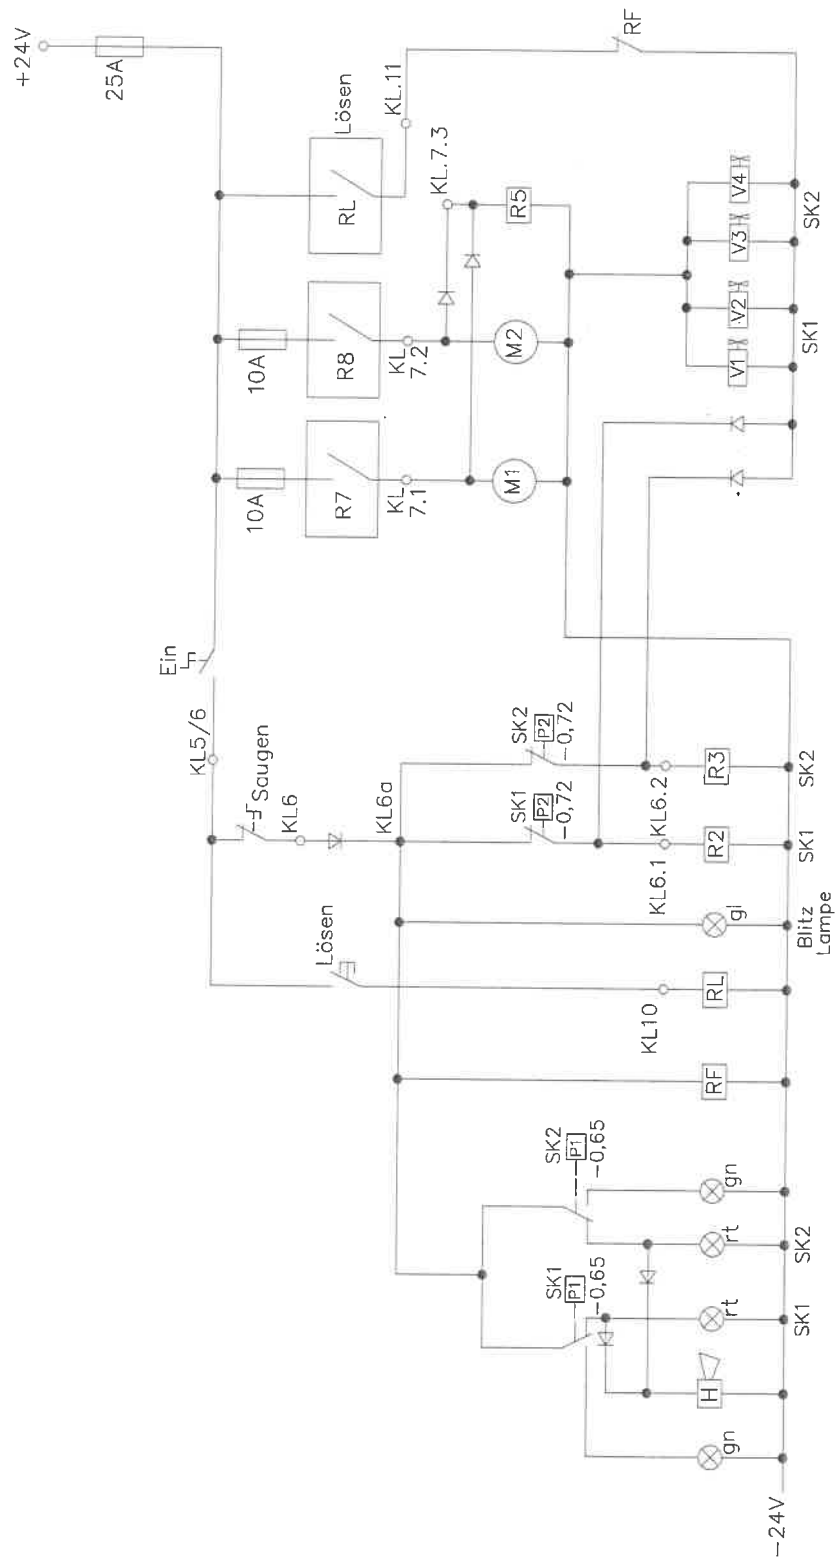 +24V
25A
Lösen
RL
KL.11
RF
KL.7.3
R5
10A
R8
KL
7.2
M2
10A
R7
KL
7.1
M1
V4
V3
V2
V1
SK2
SK1
Ein
KL5/6
Saugen
KL6
KL6a
SK2
P2
-0,72
SK1
P2
-0,72
KL6.2
KL6.1
R3
R2
SK2
SK1
gl
Blitz
Lampe
Lösen
KL10
RL
RF
SK2
P1
-0,65
SK1
P1
-0,65
gn
rt
rt
H
gn
SK2
SK1
-24V